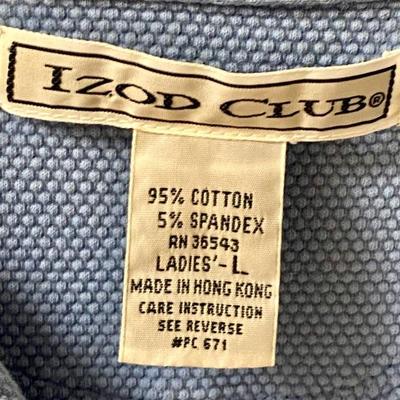 IZOD CLUB®
95% COTTON
5% SPANDEX
RN 36543
LADIES'-L
MADE IN HONG KONG
CARE INSTRUCTION
SEE REVERSE
#PC 671